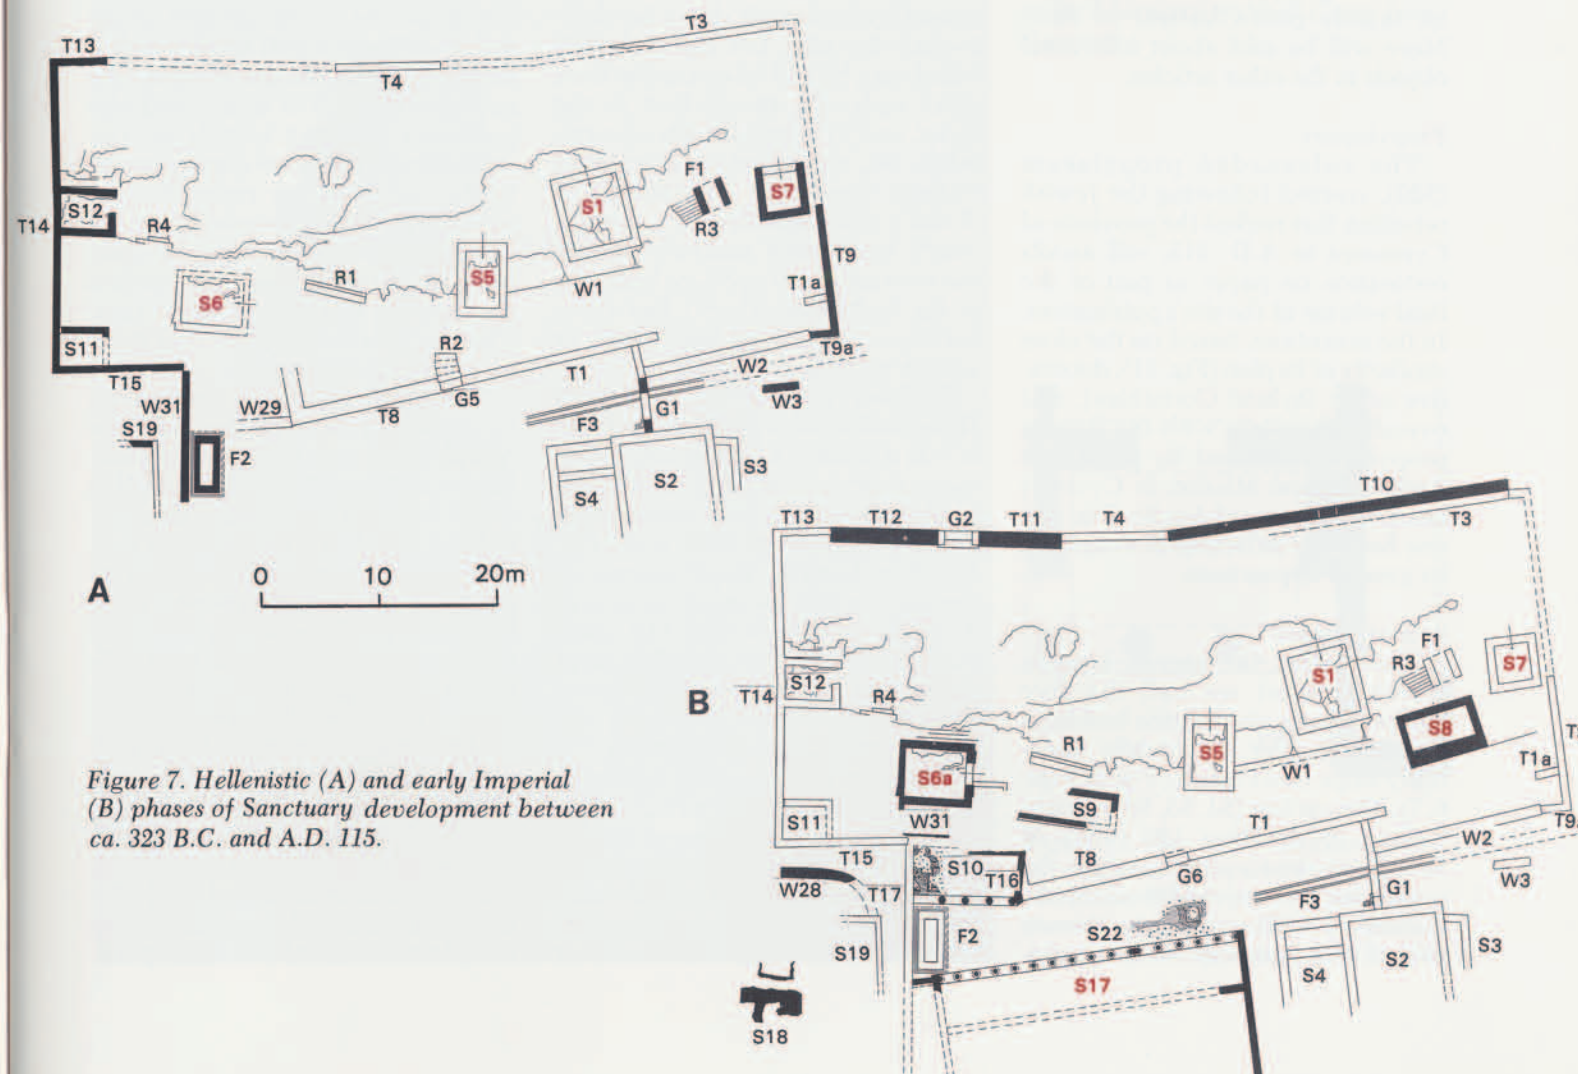 T3
T13
T4
F1
S7
S1
S12
T14
R4
R3
T9
S5
R1
T1a
S6
W1
S11
R2
T9a
T1
W2
T15
G5
W31
W29
T8
G1
W3
S19
F3
F2
S3
S2
S4
A
0 10 20m
T10
T13 T12 G2 T11 T4
T3
F1
R3
S7
S12
S1
B
T14
R4
S8
R1
S5
S6a
W1
T1a
S9
S11
W31
T1
T9
W2
T15
S10
T8
T16
G6
W28
T17
W3
F3
G1
F2
S22
S19
S3
S2
S4
S17
S18
Figure 7. Hellenistic (A) and early Imperial
(B) phases of Sanctuary development between
ca. 323 B.C. and A.D. 115.